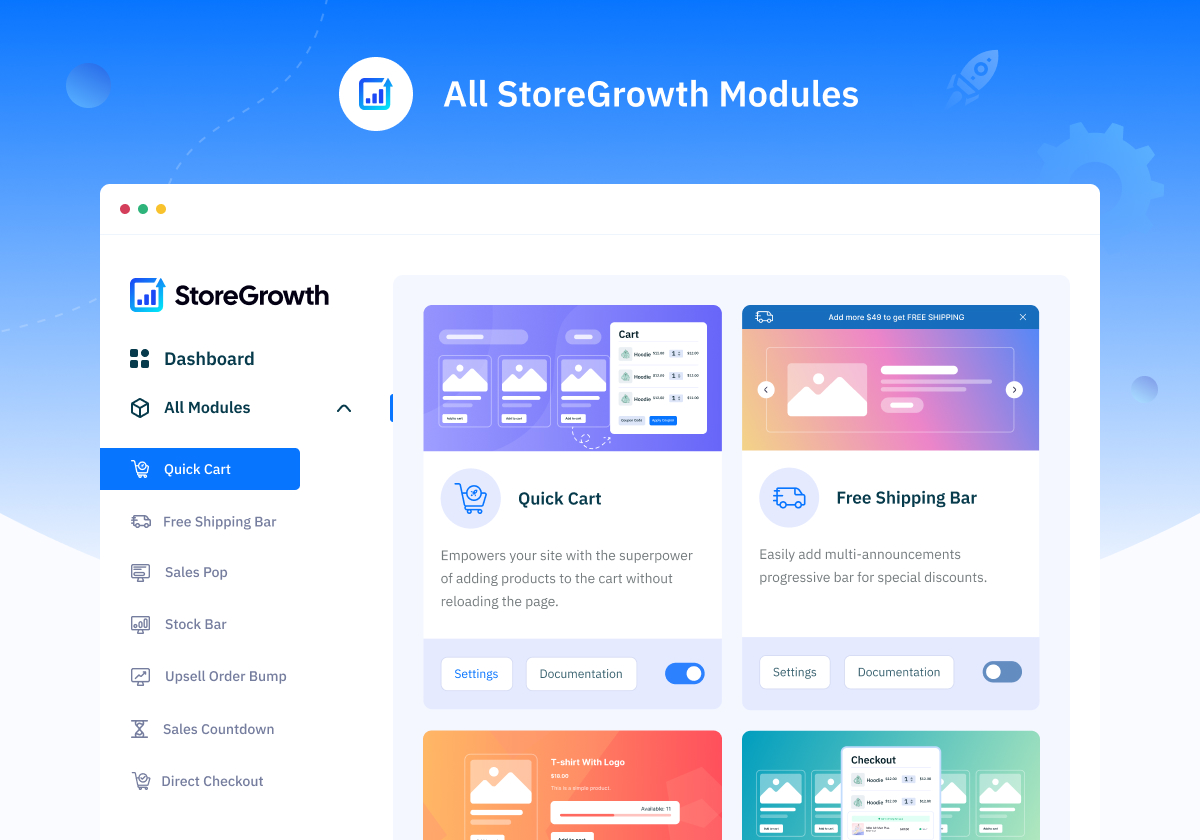 All StoreGrowth Modules
StoreGrowth
Dashboard
All Modules
Quick Cart
Free Shipping Bar
Sales Pop
Stock Bar
Upsell Order Bump
Sales Countdown
Direct Checkout
Cart
Hoodie $12.00 1 $12.00
Hoodie $12.00 1 $12.00
Hoodie $12.00 1 $12.00
Add to cart
Add to cart
Add to cart
Coupon Code
Apply Coupon
Quick Cart
Empowers your site with the superpower
of adding products to the cart without
reloading the page.
Settings
Documentation
Add more $49 to get FREE SHIPPING
Free Shipping Bar
Easily add multi-announcements
progressive bar for special discounts.
Settings
Documentation
T-shirt With Logo
$18.00
This is a simple product.
Available: 11
Add to cart
Add to cart
Checkout
Hoodie $12.00 1 $12.00
Hoodie $12.00 1 $12.00
Add to cart
Add to cart
Add to cart